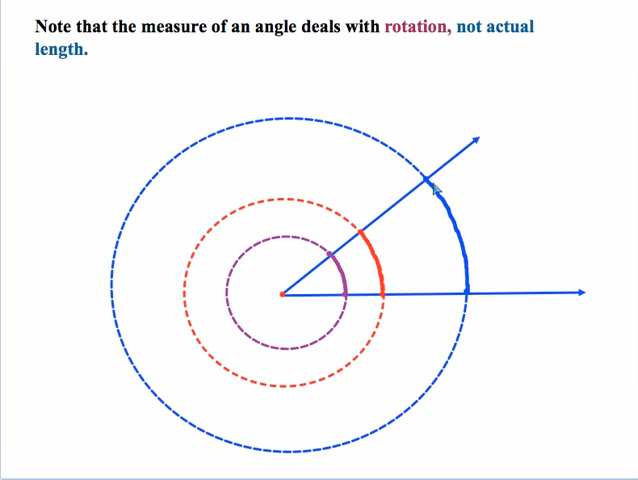 Note that the measure of an angle deals with rotation, not actual
length.